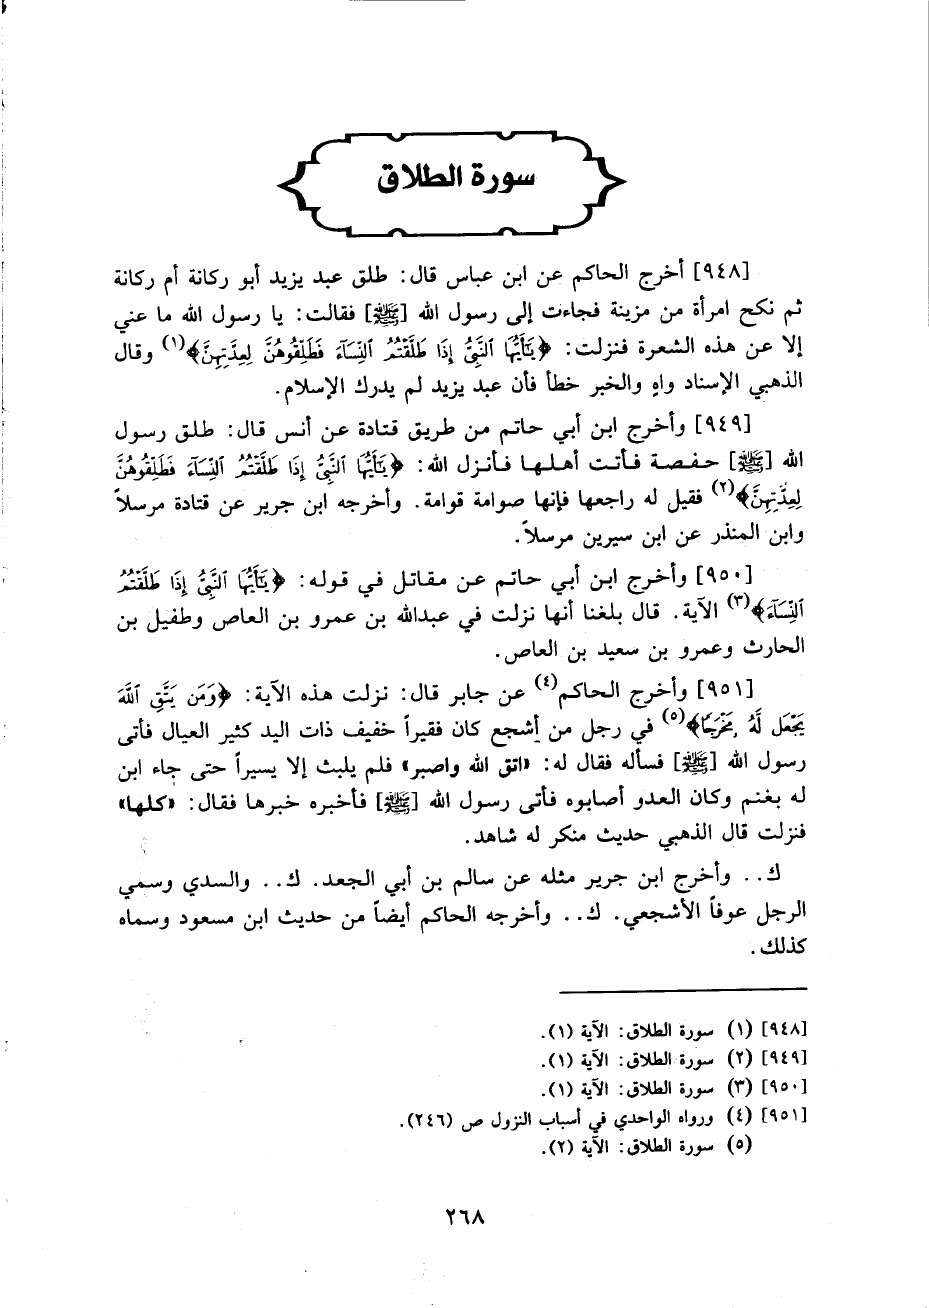 سورة الطلاق
[٩٤٨] أخرج الحاكم عن ابن عباس قال: طلق عبد يزيد أبو ركانة أم ركانة
ثم نكح امرأة من مزينة فجاءت إلى رسول الله [ﷺ] فقالت: يا رسول الله ما عني
إلا عن هذه الشعرة فنزلت: ﴿يَٰٓأَيُّهَا ٱلنَّبِيُّ إِذَا طَلَّقْتُمُ ٱلنِّسَآءَ فَطَلِّقُوهُنَّ لِعِدَّتِهِنَّ﴾(١) وقال
الذهبي الإسناد واهٍ والخبر خطأ فأن عبد يزيد لم يدرك الإسلام.
[٩٤٩] وأخرج ابن أبي حاتم من طريق قتادة عن أنس قال: طلق رسول
الله [ﷺ] حفصة فأتت أهلها فأنزل الله: ﴿يَٰٓأَيُّهَا ٱلنَّبِيُّ إِذَا طَلَّقْتُمُ ٱلنِّسَآءَ فَطَلِّقُوهُنَّ
لِعِدَّتِهِنَّ﴾(٢) فقيل له راجعها فإنها صوامة قوامة. وأخرجه ابن جرير عن قتادة مرسلاً
وابن المنذر عن ابن سيرين مرسلاً.
[٩٥٠] وأخرج ابن أبي حاتم عن مقاتل في قوله: ﴿يَٰٓأَيُّهَا ٱلنَّبِيُّ إِذَا طَلَّقْتُمُ
ٱلنِّسَآءَ﴾(٣) الآية. قال بلغنا أنها نزلت في عبدالله بن عمرو بن العاص وطفيل بن
الحارث وعمرو بن سعيد بن العاص.
[٩٥١] وأخرج الحاكم(٤) عن جابر قال: نزلت هذه الآية: ﴿وَمَن يَتَّقِ ٱللَّهَ
يَجْعَل لَّهُۥ مَخْرَجًا﴾(٥) في رجل من أشجع كان فقيراً خفيف ذات اليد كثير العيال فأتى
رسول الله [ﷺ] فسأله فقال له: «اتق الله واصبر» فلم يلبث إلا يسيراً حتى جاء ابن
له بغنم وكان العدو أصابوه فأتى رسول الله [ﷺ] فأخبره خبرها فقال: «كلها»
فنزلت قال الذهبي حديث منكر له شاهد.
ك.. وأخرج ابن جرير مثله عن سالم بن أبي الجعد. ك.. والسدي وسمي
الرجل عوفاً الأشجعي. ك.. وأخرجه الحاكم أيضاً من حديث ابن مسعود وسماه
كذلك.
[٩٤٨] (١) سورة الطلاق: الآية (١).
[٩٤٩] (٢) سورة الطلاق: الآية (١).
[٩٥٠] (٣) سورة الطلاق: الآية (١).
[٩٥١] (٤) ورواه الواحدي في أسباب النزول ص (٢٤٦).
(٥) سورة الطلاق: الآية (٢).
٢٦٨